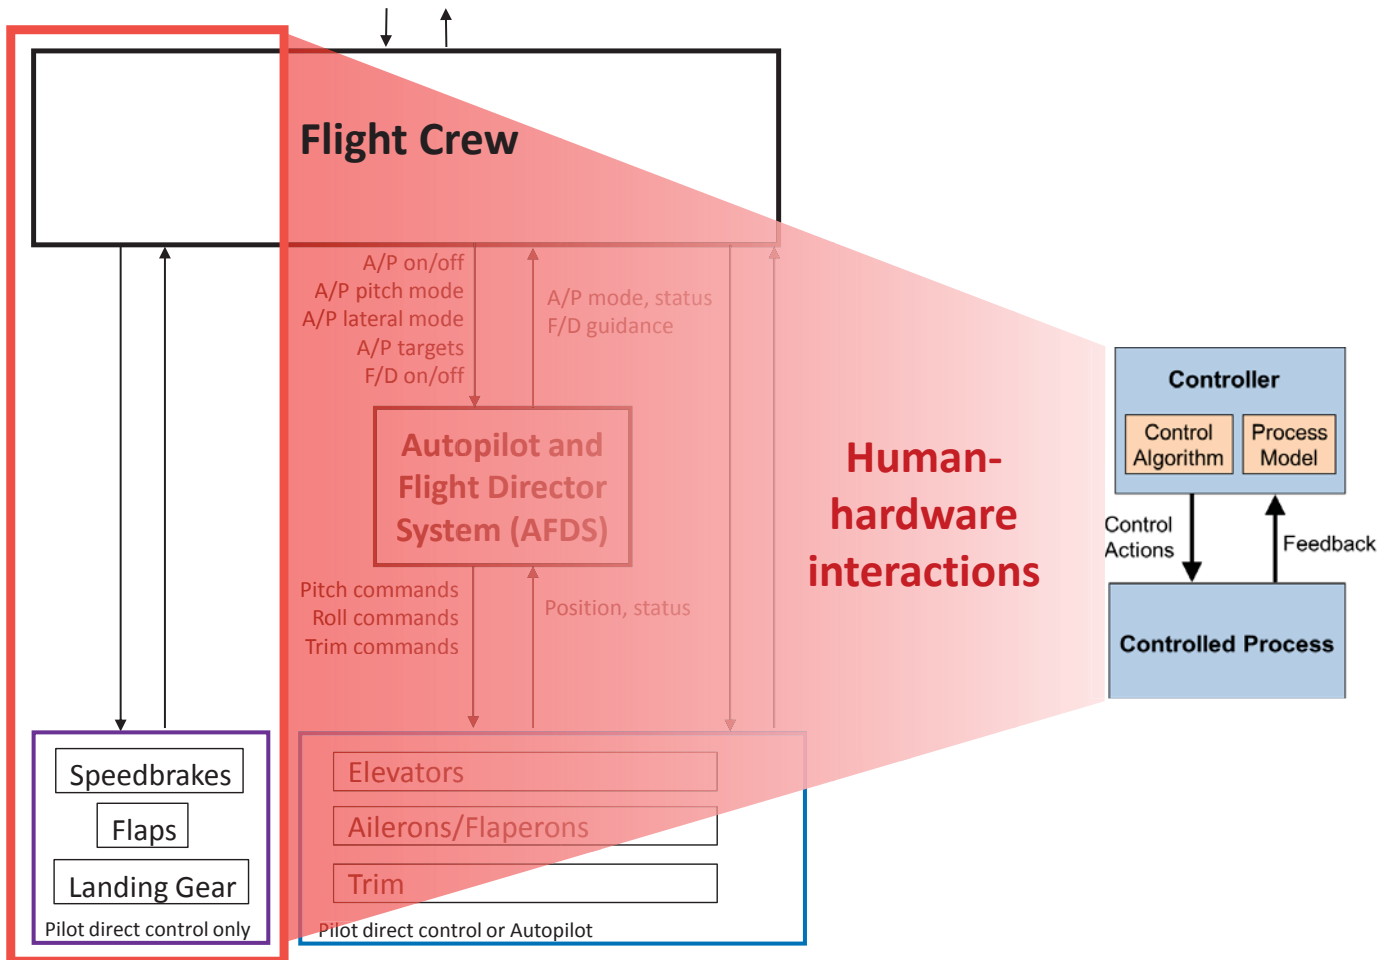 Flight Crew
A/P on/off
A/P pitch mode
A/P lateral mode
A/P targets
F/D on/off
A/P mode, status
F/D guidance
Autopilot and
Flight Director
System (AFDS)
Pitch commands
Roll commands
Trim commands
Position, status
Speedbrakes
Flaps
Landing Gear
Pilot direct control only
Elevators
Ailerons/Flaperons
Trim
Pilot direct control or Autopilot
Human-
hardware
interactions
Controller
Control
Algorithm
Process
Model
Control
Actions
Feedback
Controlled Process